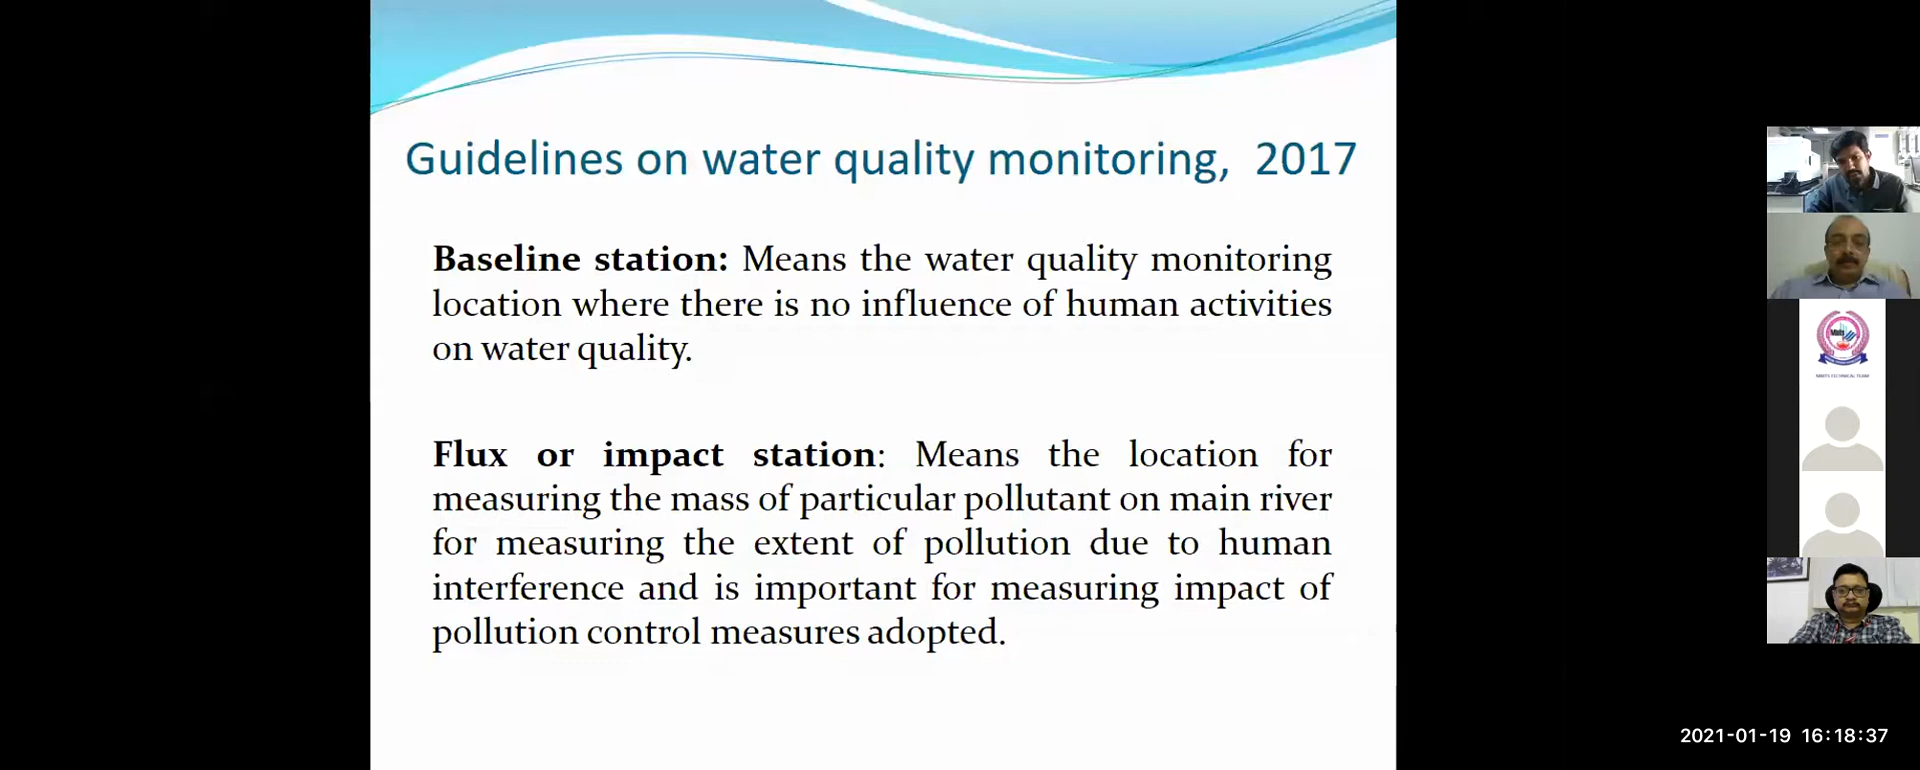 Guidelines on water quality monitoring, 2017
Baseline station: Means the water quality monitoring
location where there is no influence of human activities
on water quality.
Flux or impact station: Means the location for
measuring the mass of particular pollutant on main river
for measuring the extent of pollution due to human
interference and is important for measuring impact of
pollution control measures adopted.
2021-01-19 16:18:37